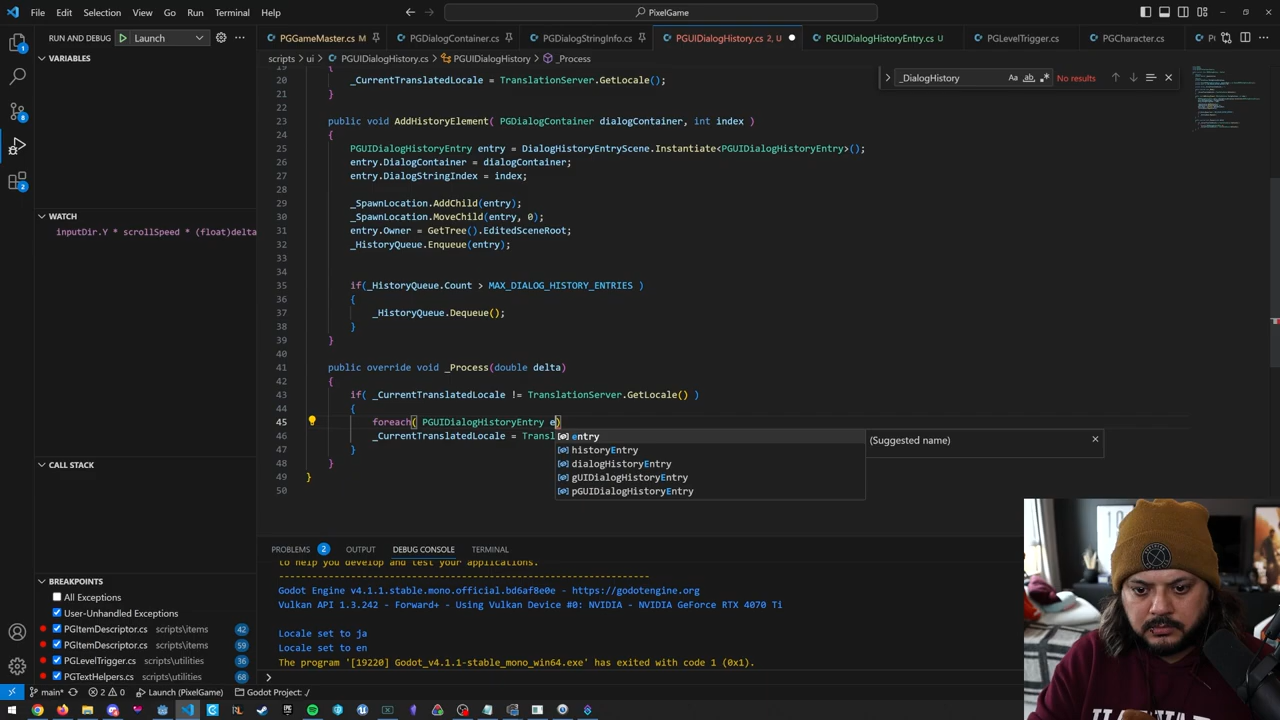 File Edit Selection View Go Run Terminal Help
PixelGame
RUN AND DEBUG Launch
PGGameMaster.cs M
PGDialogContainer.cs
PGDialogStringInfo.cs
PGUIDialogHistory.cs 2, U
PGUIDialogHistoryEntry.cs U
PGLevelTrigger.cs
PGCharacter.cs
scripts > ui > PGUIDialogHistory.cs > PGUIDialogHistory > _Process
_DialogHistory
Aa ab
No results
VARIABLES
WATCH
inputDir.Y * scrollSpeed * (float)delta
CALL STACK
BREAKPOINTS
All Exceptions
User-Unhandled Exceptions
PGItemDescriptor.cs scripts\items 42
PGItemDescriptor.cs scripts\items 59
PGLevelTrigger.cs scripts\utilities 36
PGTextHelpers.cs scripts\utilities 68
19 {
20 _CurrentTranslatedLocale = TranslationServer.GetLocale();
21 }
22
23 public void AddHistoryElement( PGDialogContainer dialogContainer, int index )
24 {
25 PGUIDialogHistoryEntry entry = DialogHistoryEntryScene.Instantiate<PGUIDialogHistoryEntry>();
26 entry.DialogContainer = dialogContainer;
27 entry.DialogStringIndex = index;
28
29 _SpawnLocation.AddChild(entry);
30 _SpawnLocation.MoveChild(entry, 0);
31 entry.Owner = GetTree().EditedSceneRoot;
32 _HistoryQueue.Enqueue(entry);
33
34
35 if(_HistoryQueue.Count > MAX_DIALOG_HISTORY_ENTRIES )
36 {
37 _HistoryQueue.Dequeue();
38 }
39 }
40
41 public override void _Process(double delta)
42 {
43 if( _CurrentTranslatedLocale != TranslationServer.GetLocale() )
44 {
45 foreach( PGUIDialogHistoryEntry e)
46 _CurrentTranslatedLocale = Transl
47 }
48 }
49 }
50
entry
historyEntry
dialogHistoryEntry
gUIDialogHistoryEntry
pGUIDialogHistoryEntry
(Suggested name)
PROBLEMS 2 OUTPUT DEBUG CONSOLE TERMINAL
to help you develop and test your applications.
------------------------------------------------------------------
Godot Engine v4.1.1.stable.mono.official.bd6af8e0e - https://godotengine.org
Vulkan API 1.3.242 - Forward+ - Using Vulkan Device #0: NVIDIA - NVIDIA GeForce RTX 4070 Ti
Locale set to ja
Locale set to en
The program '[19220] Godot_v4.1.1-stable_mono_win64.exe' has exited with code 1 (0x1).
main* 2 0 Launch (PixelGame) Godot Project: ./